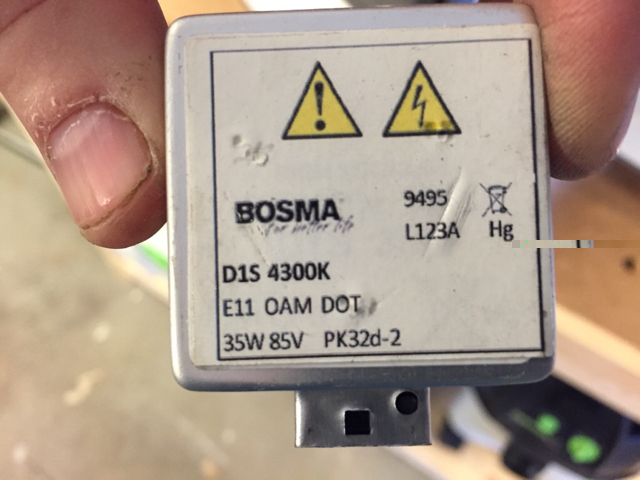 BOSMA
for better life
9495
L123A Hg
D1S 4300K
E11 OAM DOT
35W 85V PK32d-2